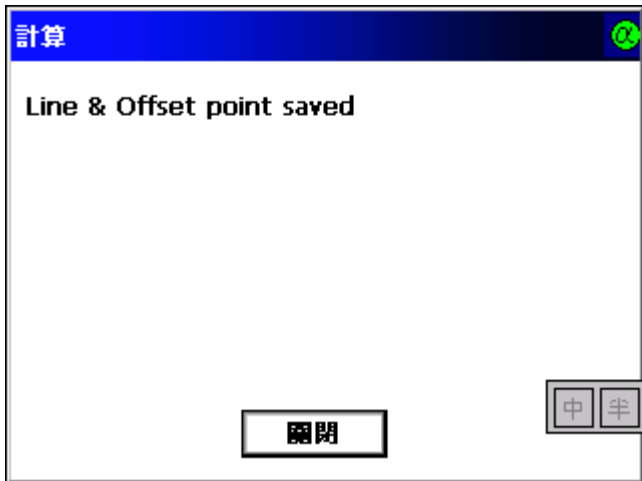 計算
α
Line & Offset point saved
中 半
關閉